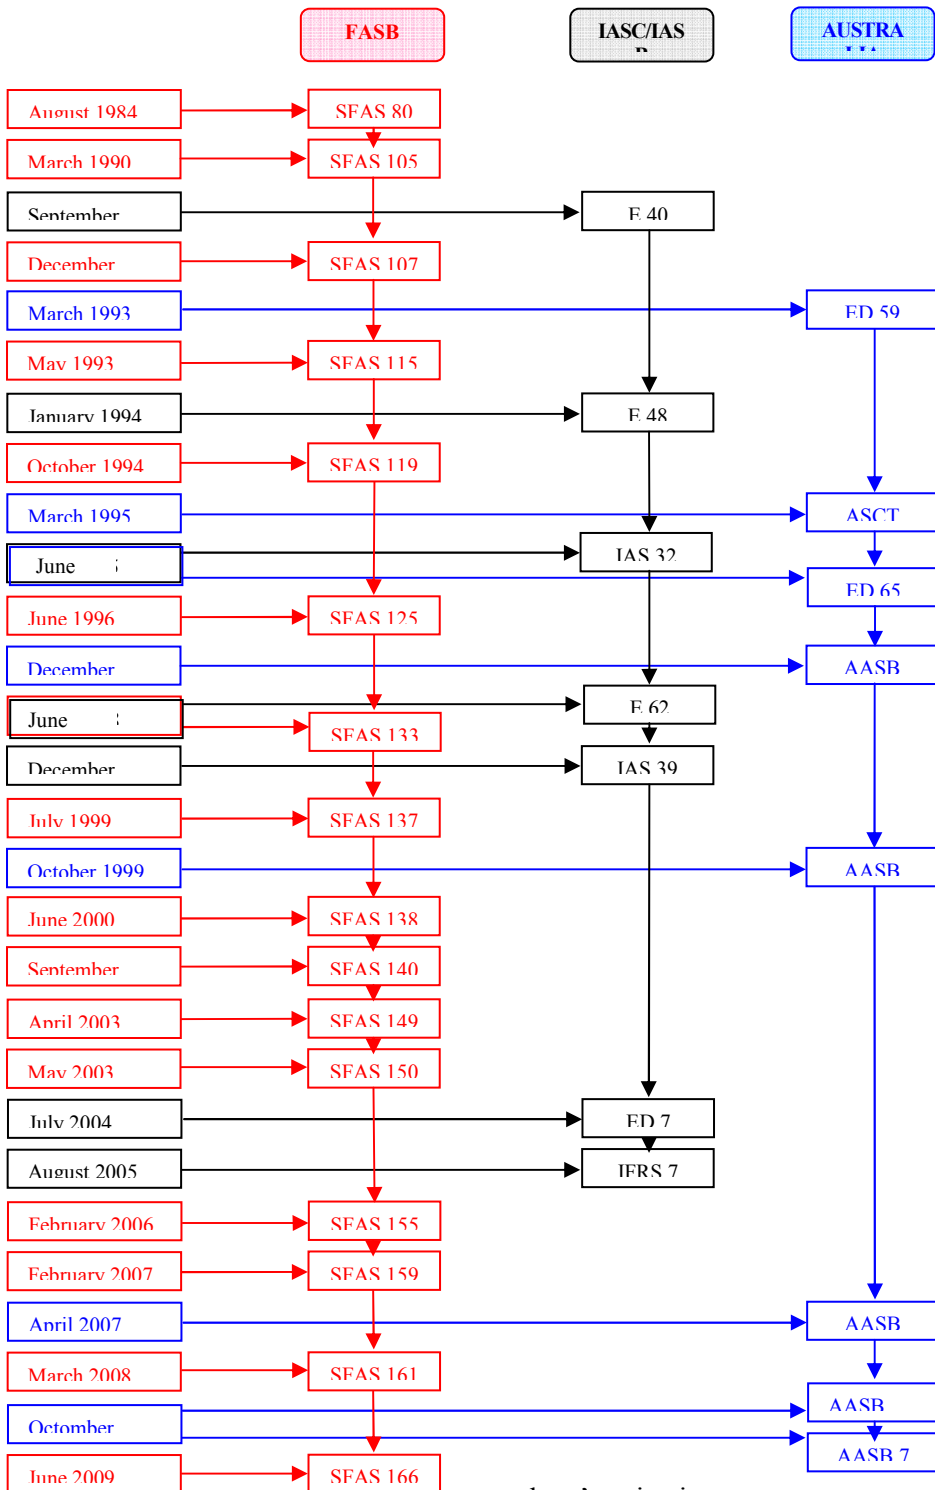 FASB
IASC/IAS
B
AUSTRA
LIA
August 1984
SFAS 80
March 1990
SFAS 105
September
E 40
December
SFAS 107
March 1993
ED 59
May 1993
SFAS 115
January 1994
E 48
October 1994
SFAS 119
March 1995
ASCT
June 5
IAS 32
ED 65
June 1996
SFAS 125
December
AASB
June 8
E 62
SFAS 133
December
IAS 39
July 1999
SFAS 137
October 1999
AASB
June 2000
SFAS 138
September
SFAS 140
April 2003
SFAS 149
May 2003
SFAS 150
July 2004
ED 7
August 2005
IFRS 7
February 2006
SFAS 155
February 2007
SFAS 159
April 2007
AASB
March 2008
SFAS 161
AASB
Octomber
AASB 7
June 2009
SFAS 166